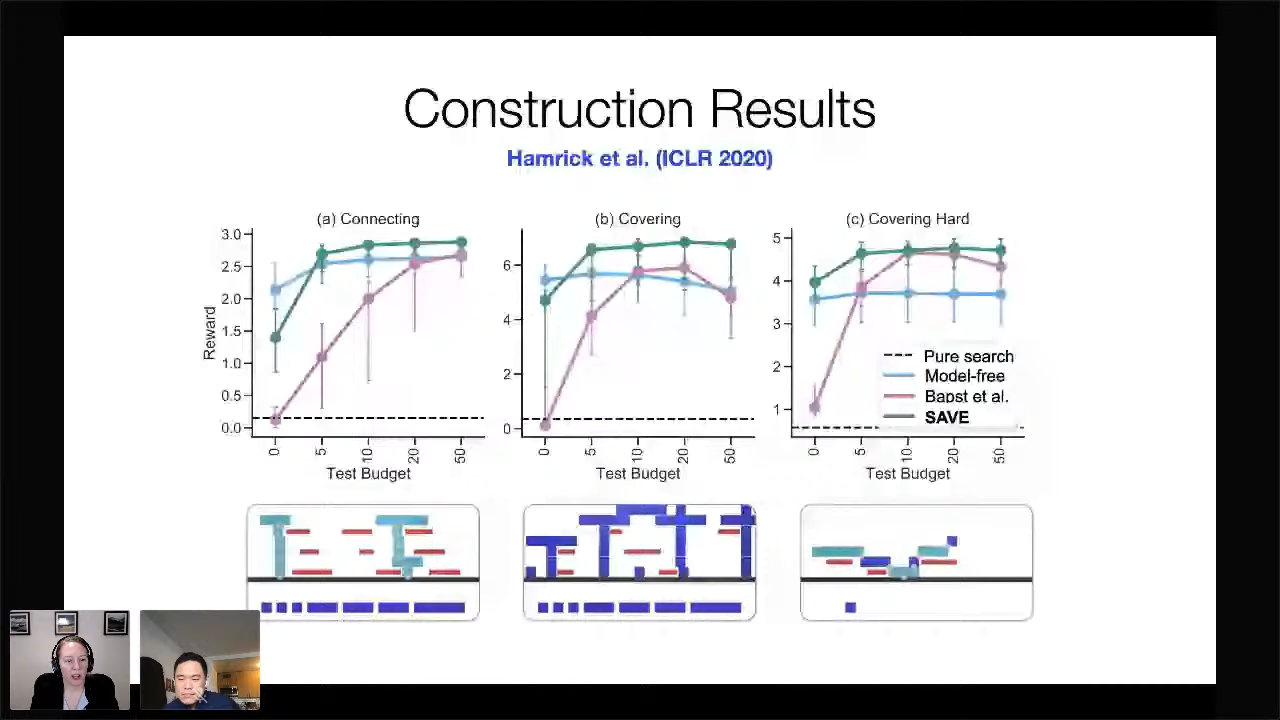 Construction Results
Hamrick et al. (ICLR 2020)
(a) Connecting
(b) Covering
(c) Covering Hard
Reward
3.0
2.5
2.0
1.5
1.0
0.5
0.0
0 5 10 20 50
Test Budget
6
4
2
0
0 5 10 20 50
Test Budget
5
4
3
2
1
0 5 10 20 50
Test Budget
Pure search
Model-free
Bapst et al.
SAVE